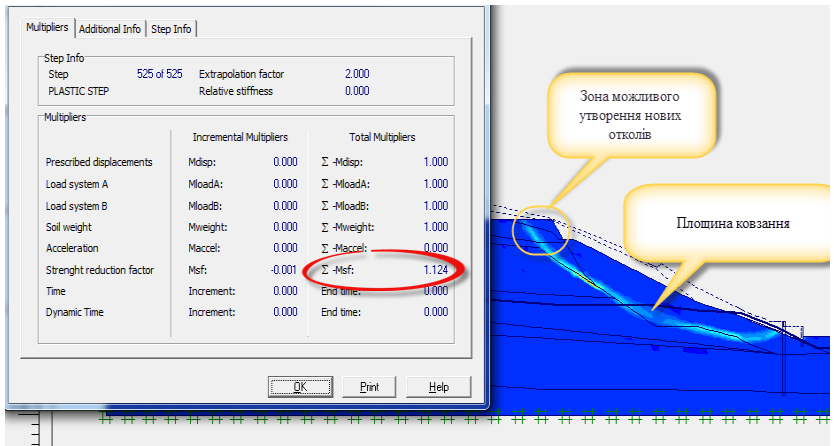 Multipliers Additional Info Step Info
Step Info
Step 525 of 525 Extrapolation factor 2.000
PLASTIC STEP Relative stiffness 0.000
Multipliers
Incremental Multipliers Total Multipliers
Prescribed displacements Mdisp: 0.000 Σ -Mdisp: 1.000
Load system A MloadA: 0.000 Σ -MloadA: 1.000
Load system B MloadB: 0.000 Σ -MloadB: 1.000
Soil weight Mweight: 0.000 Σ -Mweight: 1.000
Acceleration Maccel: 0.000 Σ -Maccel: 0.000
Strenght reduction factor Msf: -0.001 Σ -Msf: 1.124
Time Increment: 0.000 End time: 0.000
Dynamic Time Increment: 0.000 End time: 0.000
OK Print Help
Зона можливого
утворення нових
отколів
Площина ковзання